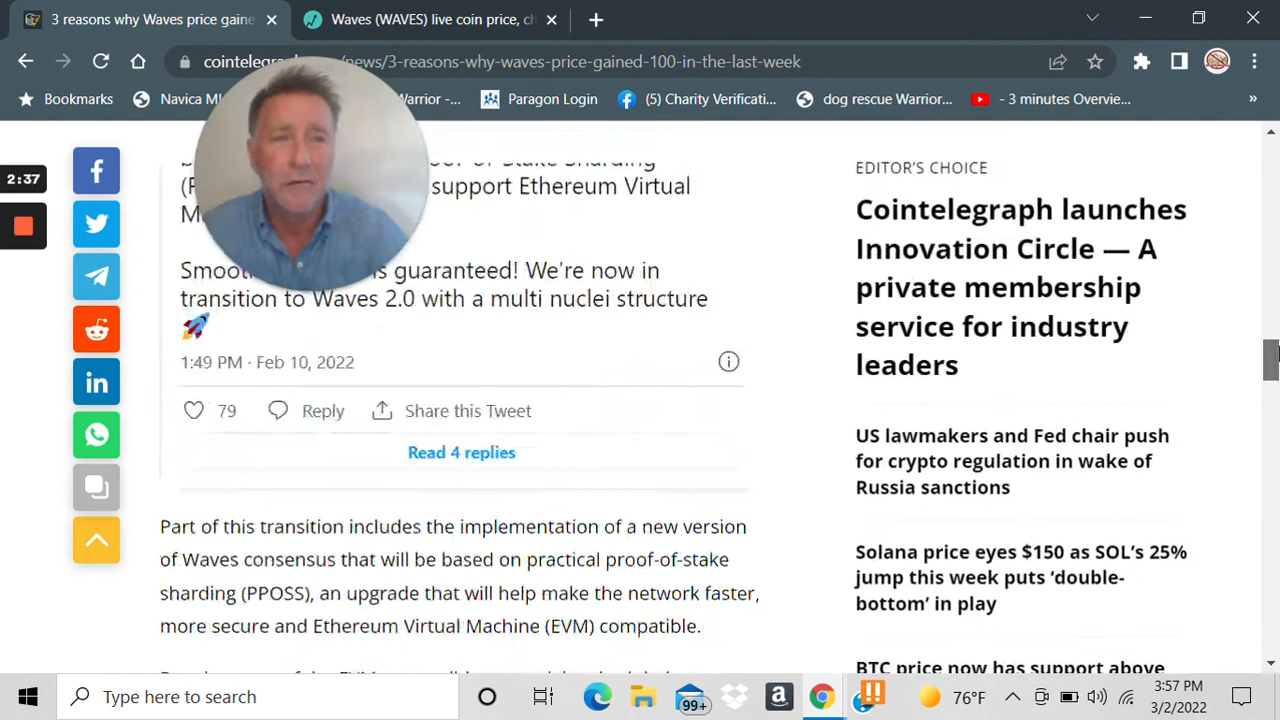 3 reasons why Waves price gaine
Waves (WAVES) live coin price, ch
/news/3-reasons-why-waves-price-gained-100-in-the-last-week
Bookmarks
Warrior -...
Paragon Login
(5) Charity Verificati...
dog rescue Warrior...
- 3 minutes Overvie...
»
2:37
support Ethereum Virtual
guaranteed! We're now in
transition to Waves 2.0 with a multi nuclei structure
🚀
1:49 PM · Feb 10, 2022
79 Reply Share this Tweet
Read 4 replies
Part of this transition includes the implementation of a new version
of Waves consensus that will be based on practical proof-of-stake
sharding (PPOSS), an upgrade that will help make the network faster,
more secure and Ethereum Virtual Machine (EVM) compatible.
EDITOR'S CHOICE
Cointelegraph launches
Innovation Circle — A
private membership
service for industry
leaders
US lawmakers and Fed chair push
for crypto regulation in wake of
Russia sanctions
Solana price eyes $150 as SOL's 25%
jump this week puts 'double-
bottom' in play
BTC price now has support above
Type here to search
99+
76°F
3:57 PM
3/2/2022